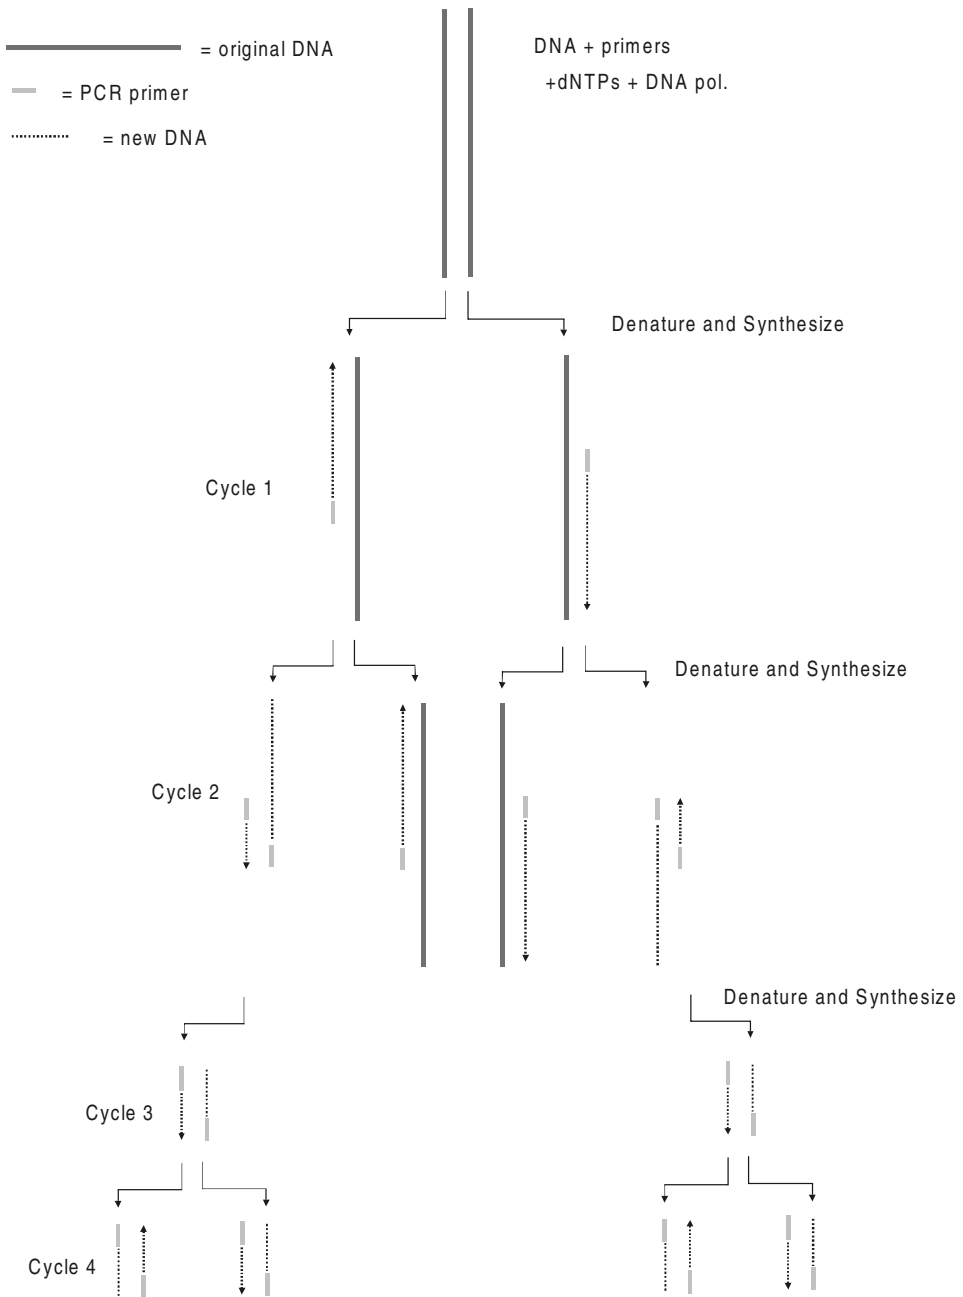 = original DNA
= PCR primer
= new DNA
DNA + primers
+dNTPs + DNA pol.
Denature and Synthesize
Cycle 1
Denature and Synthesize
Cycle 2
Denature and Synthesize
Cycle 3
Cycle 4